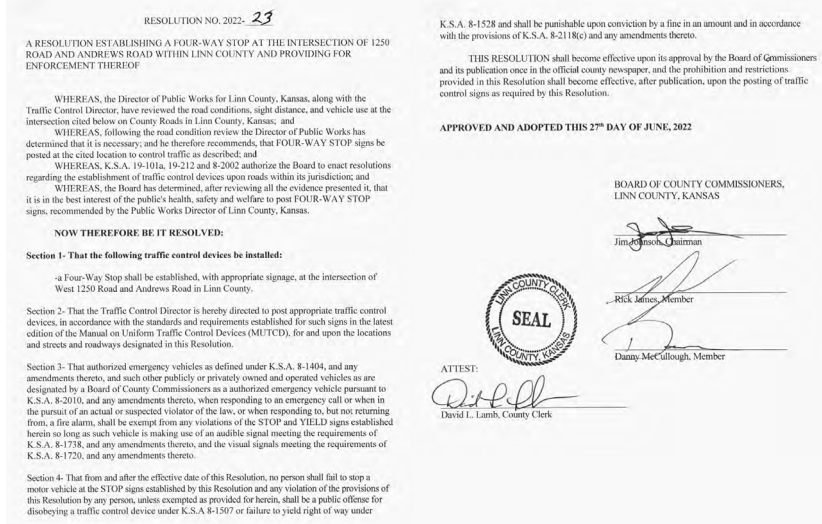 RESOLUTION NO. 2022- 23
A RESOLUTION ESTABLISHING A FOUR-WAY STOP AT THE INTERSECTION OF 1250
ROAD AND ANDREWS ROAD WITHIN LINN COUNTY AND PROVIDING FOR
ENFORCEMENT THEREOF
WHEREAS, the Director of Public Works for Linn County, Kansas, along with the
Traffic Control Director, have reviewed the road conditions, sight distance, and vehicle use at the
intersection cited below on County Roads in Linn County, Kansas; and
WHEREAS, following the road condition review the Director of Public Works has
determined that it is necessary; and he therefore recommends, that FOUR-WAY STOP signs be
posted at the cited location to control traffic as described; and
WHEREAS, K.S.A. 19-101a, 19-212 and 8-2002 authorize the Board to enact resolutions
regarding the establishment of traffic control devices upon roads within its jurisdiction; and
WHEREAS, the Board has determined, after reviewing all the evidence presented it, that
it is in the best interest of the public's health, safety and welfare to post FOUR-WAY STOP
signs, recommended by the Public Works Director of Linn County, Kansas.
NOW THEREFORE BE IT RESOLVED:
Section 1- That the following traffic control devices be installed:
-a Four-Way Stop shall be established, with appropriate signage, at the intersection of
West 1250 Road and Andrews Road in Linn County.
Section 2- That the Traffic Control Director is hereby directed to post appropriate traffic control
devices, in accordance with the standards and requirements established for such signs in the latest
edition of the Manual on Uniform Traffic Control Devices (MUTCD), for and upon the locations
and streets and roadways designated in this Resolution.
Section 3- That authorized emergency vehicles as defined under K.S.A. 8-1404, and any
amendments thereto, and such other publicly or privately owned and operated vehicles as are
designated by a Board of County Commissioners as a authorized emergency vehicle pursuant to
K.S.A. 8-2010, and any amendments thereto, when responding to an emergency call or when in
the pursuit of an actual or suspected violator of the law, or when responding to, but not returning
from, a fire alarm, shall be exempt from any violations of the STOP and YIELD signs established
herein so long as such vehicle is making use of an audible signal meeting the requirements of
K.S.A. 8-1738, and any amendments thereto, and the visual signals meeting the requirements of
K.S.A. 8-1720, and any amendments thereto.
Section 4- That from and after the effective date of this Resolution, no person shall fail to stop a
motor vehicle at the STOP signs established by this Resolution and any violation of the provisions of
this Resolution by any person, unless exempted as provided for herein, shall be a public offense for
disobeying a traffic control device under K.S.A 8-1507 or failure to yield right of way under
K.S.A. 8-1528 and shall be punishable upon conviction by a fine in an amount and in accordance
with the provisions of K.S.A. 8-2118(c) and any amendments thereto.
THIS RESOLUTION shall become effective upon its approval by the Board of Commissioners
and its publication once in the official county newspaper, and the prohibition and restrictions
provided in this Resolution shall become effective, after publication, upon the posting of traffic
control signs as required by this Resolution.
APPROVED AND ADOPTED THIS 27th DAY OF JUNE, 2022
BOARD OF COUNTY COMMISSIONERS,
LINN COUNTY, KANSAS
Jim Johnson, Chairman
Rick James, Member
Danny McCullough, Member
LINN COUNTY CLERK
SEAL
LINN COUNTY, KANSAS
ATTEST:
David L. Lamb, County Clerk